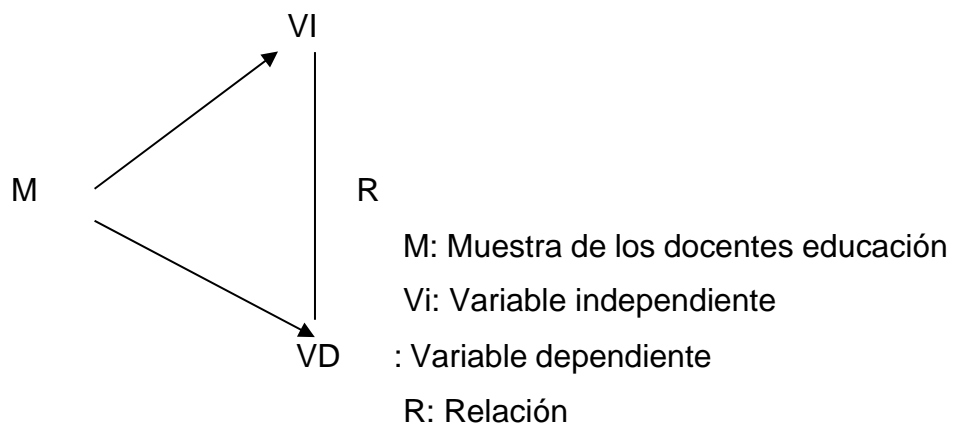 VI
M
R
M: Muestra de los docentes educación
Vi: Variable independiente
VD : Variable dependiente
R: Relación